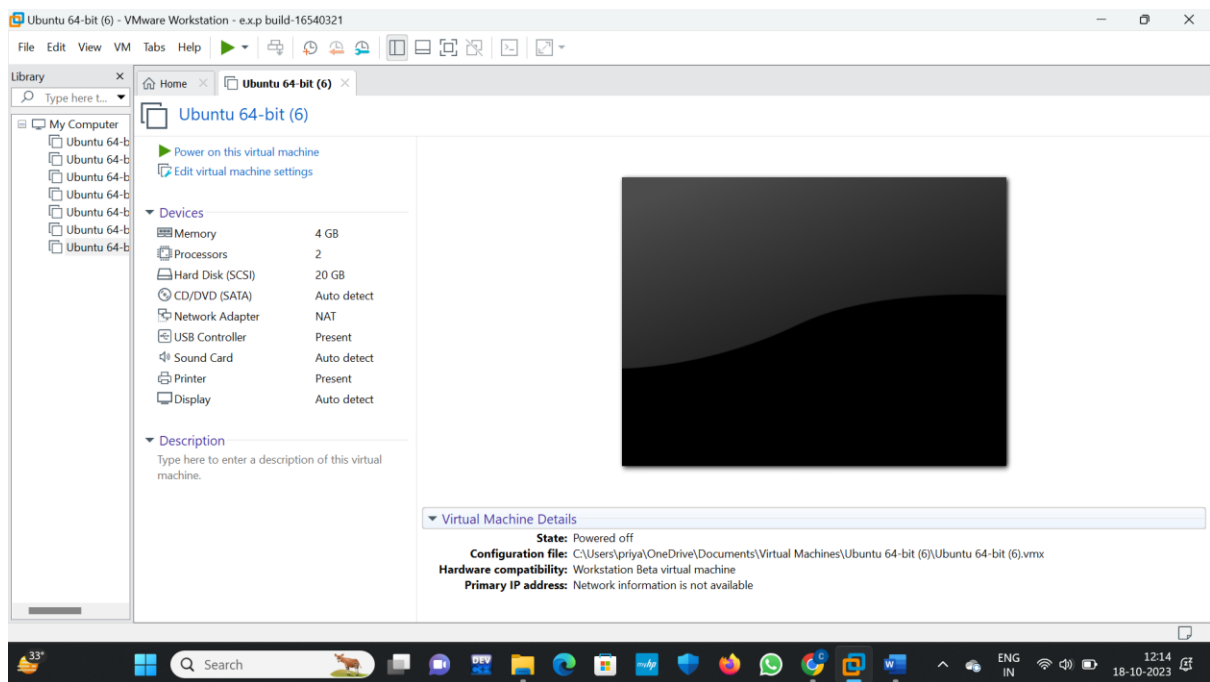 Ubuntu 64-bit (6) - VMware Workstation - e.x.p build-16540321
File Edit View VM Tabs Help
Library
Type here t...
My Computer
Ubuntu 64-b
Ubuntu 64-b
Ubuntu 64-b
Ubuntu 64-b
Ubuntu 64-b
Ubuntu 64-b
Ubuntu 64-b
Home
Ubuntu 64-bit (6)
Ubuntu 64-bit (6)
Power on this virtual machine
Edit virtual machine settings
Devices
Memory 4 GB
Processors 2
Hard Disk (SCSI) 20 GB
CD/DVD (SATA) Auto detect
Network Adapter NAT
USB Controller Present
Sound Card Auto detect
Printer Present
Display Auto detect
Description
Type here to enter a description of this virtual
machine.
Virtual Machine Details
State: Powered off
Configuration file: C:\Users\priya\OneDrive\Documents\Virtual Machines\Ubuntu 64-bit (6)\Ubuntu 64-bit (6).vmx
Hardware compatibility: Workstation Beta virtual machine
Primary IP address: Network information is not available
33°
Search
DEV
myhp
ENG
IN
12:14
18-10-2023